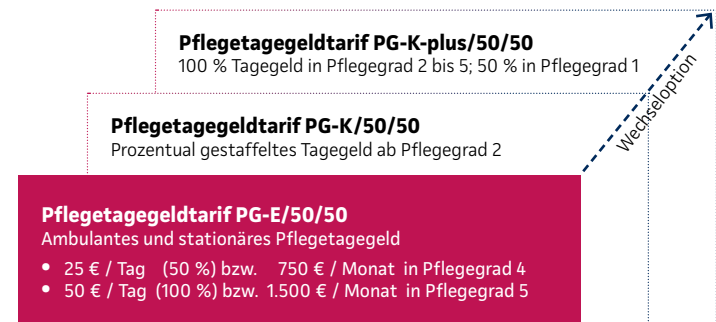 Pflegetagegeldtarif PG-K-plus/50/50
100 % Tagegeld in Pflegegrad 2 bis 5; 50 % in Pflegegrad 1
Wechseloption
Pflegetagegeldtarif PG-K/50/50
Prozentual gestaffeltes Tagegeld ab Pflegegrad 2
Pflegetagegeldtarif PG-E/50/50
Ambulantes und stationäres Pflegetagegeld
• 25 € / Tag (50 %) bzw. 750 € / Monat in Pflegegrad 4
• 50 € / Tag (100 %) bzw. 1.500 € / Monat in Pflegegrad 5